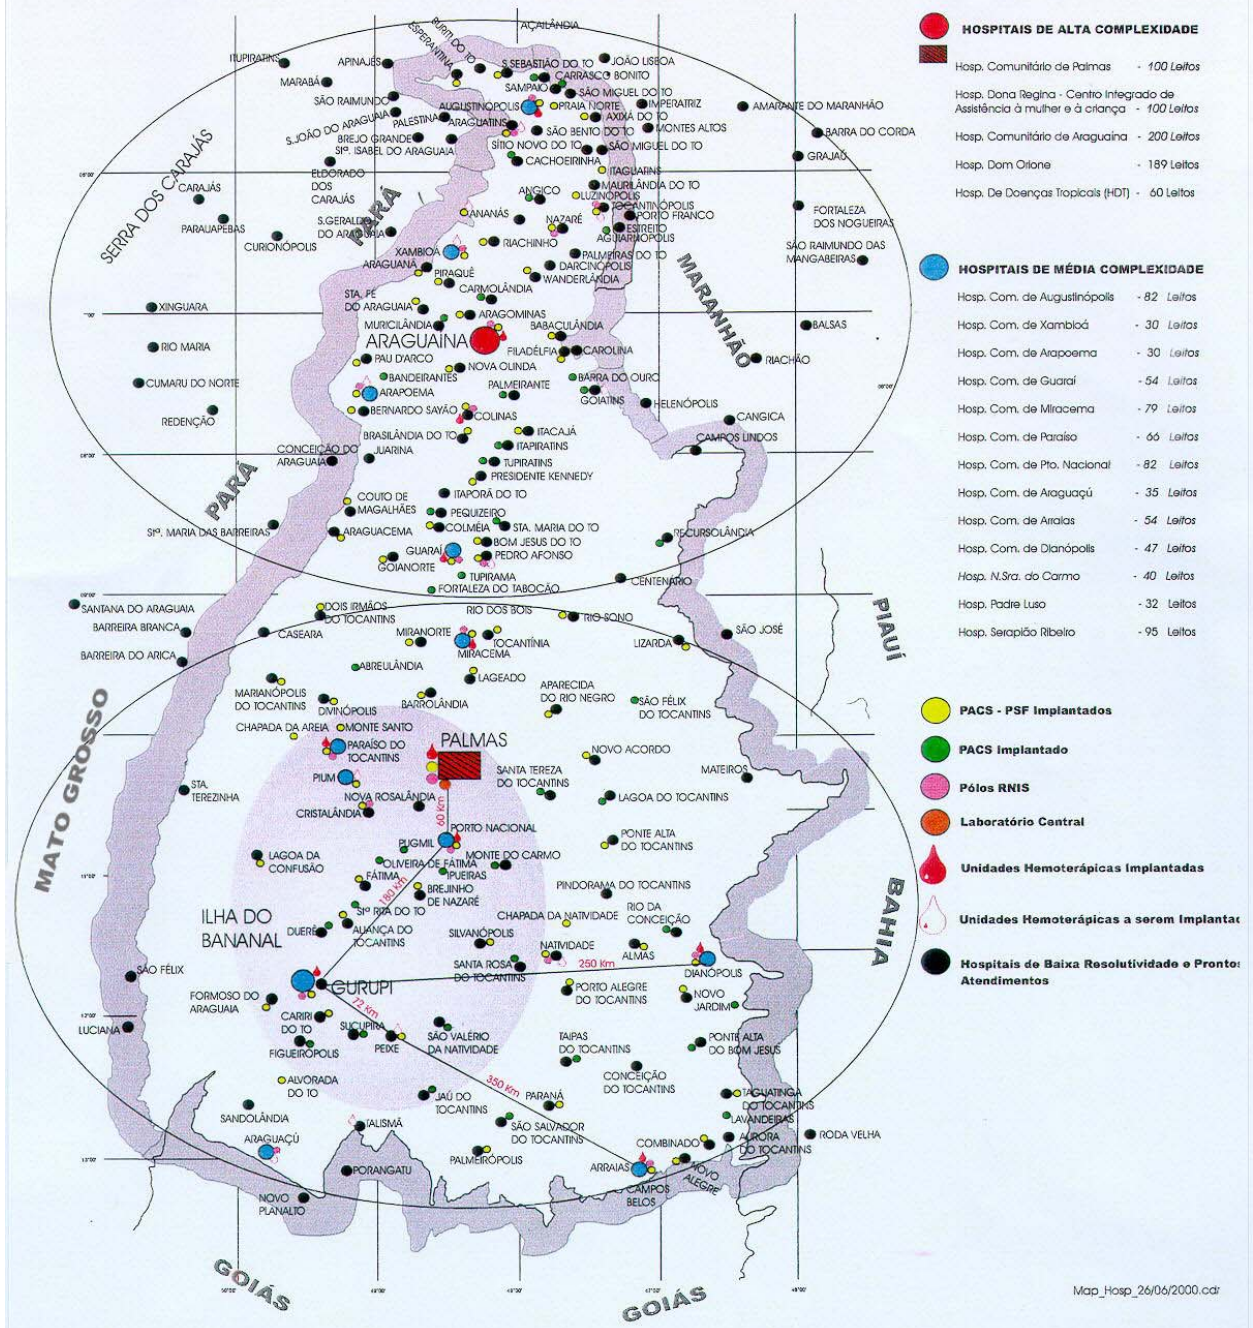 AÇAILÂNDIA
BURITI DO TO
ESPERANTINA
ITUPIRATINS
APINAJÉS
S.SEBASTIÃO DO TO
JOÃO LISBOA
MARABÁ
CARRASCO BONITO
SAMPAIO
SÃO MIGUEL DO TO
SÃO RAIMUNDO
AUGUSTINÓPOLIS
PRAIA NORTE
IMPERATRIZ
AMARANTE DO MARANHÃO
S.JOÃO DO ARAGUAIA
PALESTINA
ARAGUATINS
AXIXÁ DO TO
BREJO GRANDE
SÃO BENTO DO TO
MONTES ALTOS
BARRA DO CORDA
Stª. ISABEL DO ARAGUAIA
SÍTIO NOVO DO TO
SÃO MIGUEL DO TO
SERRA DOS CARAJÁS
ELDORADO
DOS
CARAJÁS
CACHOEIRINHA
GRAJAÚ
ITAGUATINS
CARAJÁS
PARÁ
ANGICO
MAURILÂNDIA DO TO
LUZINÓPOLIS
TOCANTINÓPOLIS
FORTALEZA
DOS NOGUEIRAS
PARAUAPEBAS
S.GERALDO
DO ARAGUAIA
ANANÁS
NAZARÉ
PORTO FRANCO
ESTREITO
CURIONÓPOLIS
RIACHINHO
AGUIARNÓPOLIS
XAMBIOÁ
PALMEIRAS DO TO
SÃO RAIMUNDO DAS
MANGABEIRAS
ARAGUANÃ
PIRAQUÊ
DARCINÓPOLIS
WANDERLÂNDIA
MARANHÃO
CARMOLÂNDIA
XINGUARA
STA. FÉ
DO ARAGUAIA
ARAGOMINAS
MURICILÂNDIA
BABACULÂNDIA
BALSAS
ARAGUAÍNA
RIO MARIA
PAU D'ARCO
FILADÉLFIA
CAROLINA
RIACHÃO
NOVA OLINDA
CUMARU DO NORTE
BANDEIRANTES
BARRA DO OURO
ARAPOEMA
PALMEIRANTE
GOIATINS
REDENÇÃO
BERNARDO SAYÃO
COLINAS
HELENÓPOLIS
CANGICA
BRASILÂNDIA DO TO
ITACAJÁ
CAMPOS LINDOS
CONCEIÇÃO DO
ARAGUAIA
JUARINA
ITAPIRATINS
TUPIRATINS
PARÁ
PRESIDENTE KENNEDY
COUTO DE
MAGALHÃES
ITAPORÃ DO TO
PEQUIZEIRO
Stª. MARIA DAS BARREIRAS
ARAGUACEMA
COLMÉIA
STA. MARIA DO TO
RECURSOLÂNDIA
BOM JESUS DO TO
GUARAÍ
PEDRO AFONSO
GOIANORTE
TUPIRAMA
CENTENÁRIO
FORTALEZA DO TABOCÃO
SANTANA DO ARAGUAIA
DOIS IRMÃOS
DO TOCANTINS
RIO DOS BOIS
RIO SONO
PIAUÍ
BARREIRA BRANCA
CASEARA
MIRANORTE
TOCANTÍNIA
SÃO JOSÉ
MIRACEMA
LIZARDA
BARREIRA DO ARICA
ABREULÂNDIA
LAGEADO
MARIANÓPOLIS
DO TOCANTINS
APARECIDA
DO RIO NEGRO
SÃO FÉLIX
DO TOCANTINS
MATO GROSSO
DIVINÓPOLIS
BARROLÂNDIA
CHAPADA DA AREIA
MONTE SANTO
PALMAS
PARAÍSO DO
TOCANTINS
NOVO ACORDO
PIUM
SANTA TEREZA
DO TOCANTINS
MATEIROS
STA.
TEREZINHA
NOVA ROSALÂNDIA
60 Km
LAGOA DO TOCANTINS
CRISTALÂNDIA
PORTO NACIONAL
PUGMIL
PONTE ALTA
DO TOCANTINS
LAGOA DA
CONFUSÃO
OLIVEIRA DE FÁTIMA
MONTE DO CARMO
IPUEIRAS
FÁTIMA
180 Km
BREJINHO
DE NAZARÉ
PINDORAMA DO TOCANTINS
BAHIA
Stª RITA DO TO
RIO DA
CONCEIÇÃO
ILHA DO
BANANAL
CHAPADA DA NATIVIDADE
DUERÉ
ALIANÇA DO
TOCANTINS
SILVANÓPOLIS
NATIVIDADE
ALMAS
SANTA ROSA
DO TOCANTINS
250 Km
DIANÓPOLIS
SÃO FÉLIX
GURUPI
FORMOSO DO
ARAGUAIA
72 Km
PORTO ALEGRE
DO TOCANTINS
NOVO
JARDIM
CARIRI
DO TO
SUCUPIRA
LUCIANA
PEIXE
SÃO VALÉRIO
DA NATIVIDADE
TAIPAS
DO TOCANTINS
PONTE ALTA
DO BOM JESUS
FIGUEIRÓPOLIS
ALVORADA
DO TO
350 Km
CONCEIÇÃO
DO TOCANTINS
JAÚ DO
TOCANTINS
PARANÁ
TAGUATINGA
DO TOCANTINS
SANDOLÂNDIA
TALISMÃ
SÃO SALVADOR
DO TOCANTINS
LAVANDEIRAS
ARAGUAÇÚ
COMBINADO
AURORA
DO TOCANTINS
RODA VELHA
PORANGATU
PALMEIRÓPOLIS
ARRAIAS
NOVO
ALEGRE
NOVO
PLANALTO
CAMPOS
BELOS
GOIÁS
GOIÁS
HOSPITAIS DE ALTA COMPLEXIDADE
Hosp. Comunitário de Palmas - 100 Leitos
Hosp. Dona Regina - Centro Integrado de
Assistência à mulher e à criança - 100 Leitos
Hosp. Comunitário de Araguaína - 200 Leitos
Hosp. Dom Orione - 189 Leitos
Hosp. De Doenças Tropicais (HDT) - 60 Leitos
HOSPITAIS DE MÉDIA COMPLEXIDADE
Hosp. Com. de Augustinópolis - 82 Leitos
Hosp. Com. de Xambioá - 30 Leitos
Hosp. Com. de Arapoema - 30 Leitos
Hosp. Com. de Guaraí - 54 Leitos
Hosp. Com. de Miracema - 79 Leitos
Hosp. Com. de Paraíso - 66 Leitos
Hosp. Com. de Pto. Nacional - 82 Leitos
Hosp. Com. de Araguaçú - 35 Leitos
Hosp. Com. de Arraias - 54 Leitos
Hosp. Com. de Dianópolis - 47 Leitos
Hosp. N.Sra. do Carmo - 40 Leitos
Hosp. Padre Luso - 32 Leitos
Hosp. Serapião Ribeiro - 95 Leitos
PACS - PSF Implantados
PACS Implantado
Pólos RNIS
Laboratório Central
Unidades Hemoterápicas Implantadas
Unidades Hemoterápicas a serem Implantac
Hospitais de Baixa Resolutividade e Prontos
Atendimentos
Map_Hosp_26/06/2000.cdr